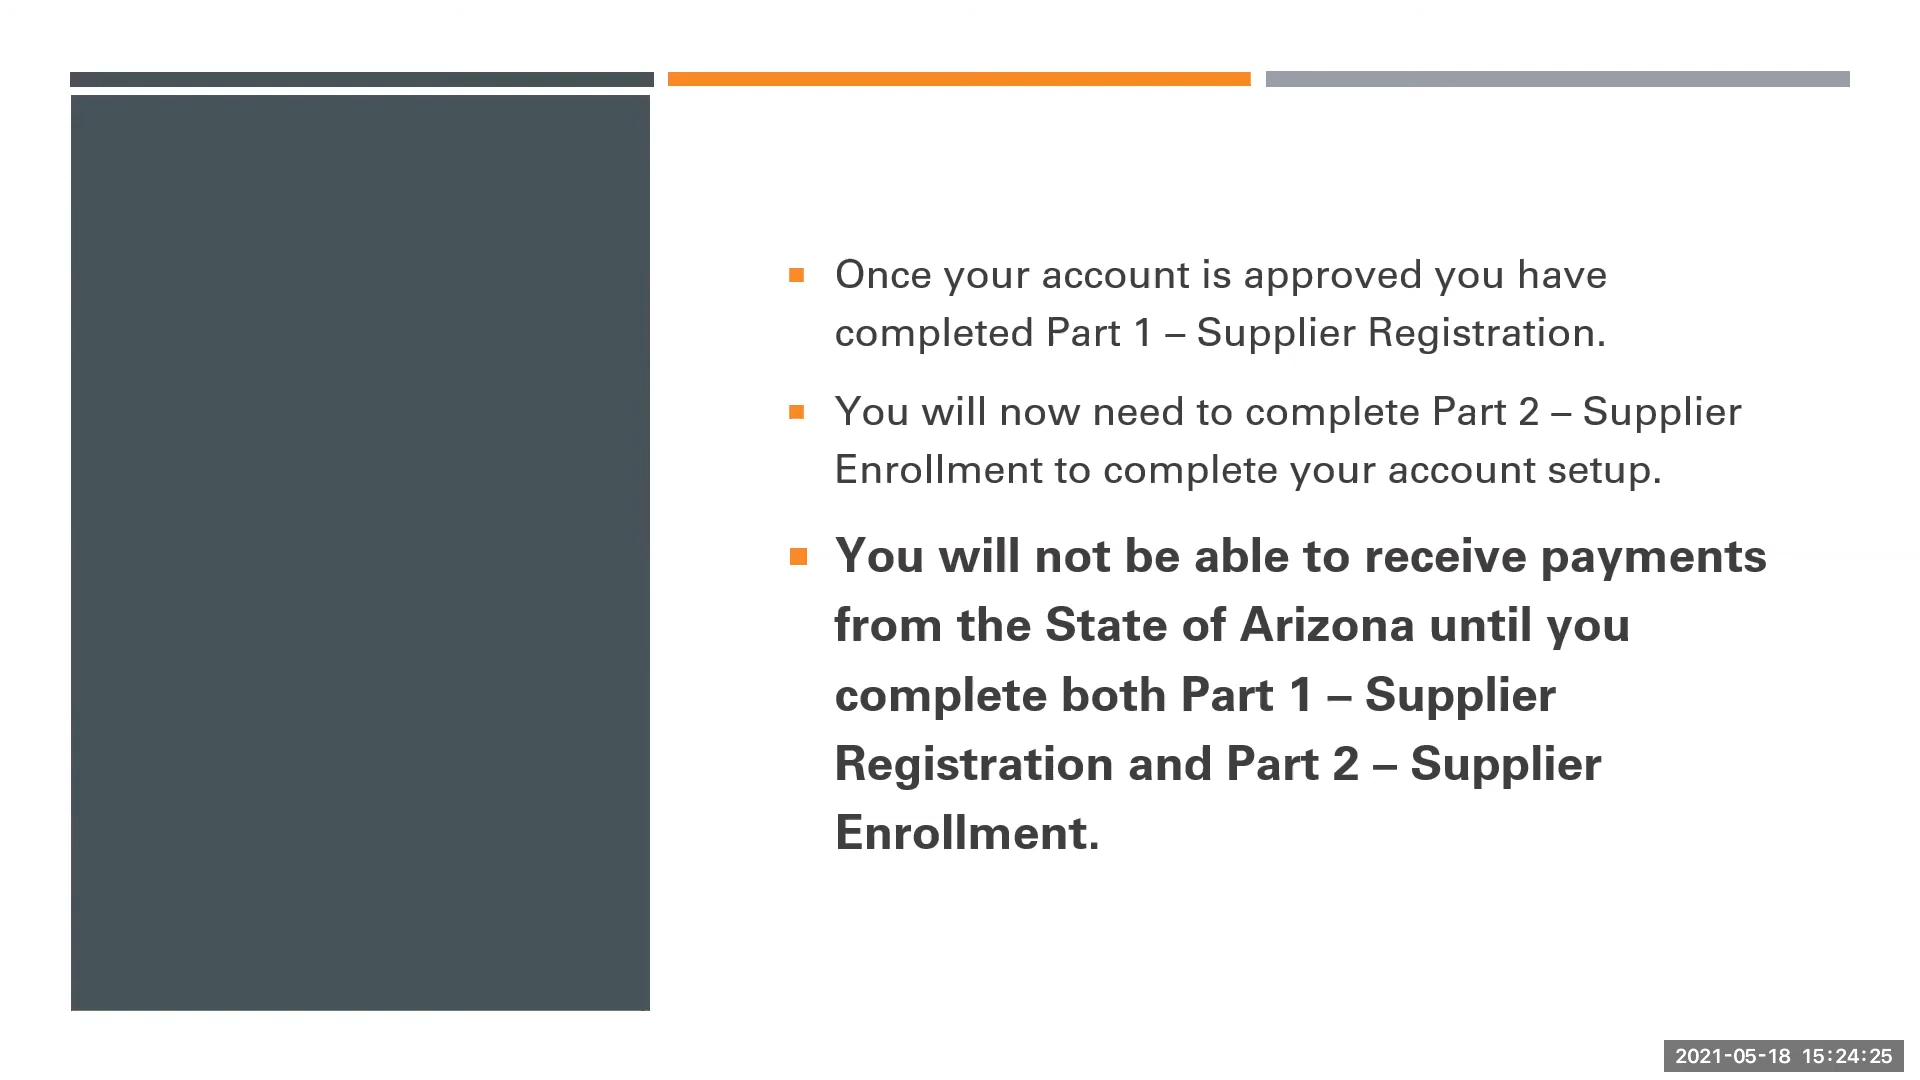 Once your account is approved you have
completed Part 1 – Supplier Registration.
You will now need to complete Part 2 – Supplier
Enrollment to complete your account setup.
You will not be able to receive payments
from the State of Arizona until you
complete both Part 1 – Supplier
Registration and Part 2 – Supplier
Enrollment.
2021-05-18 15:24:25